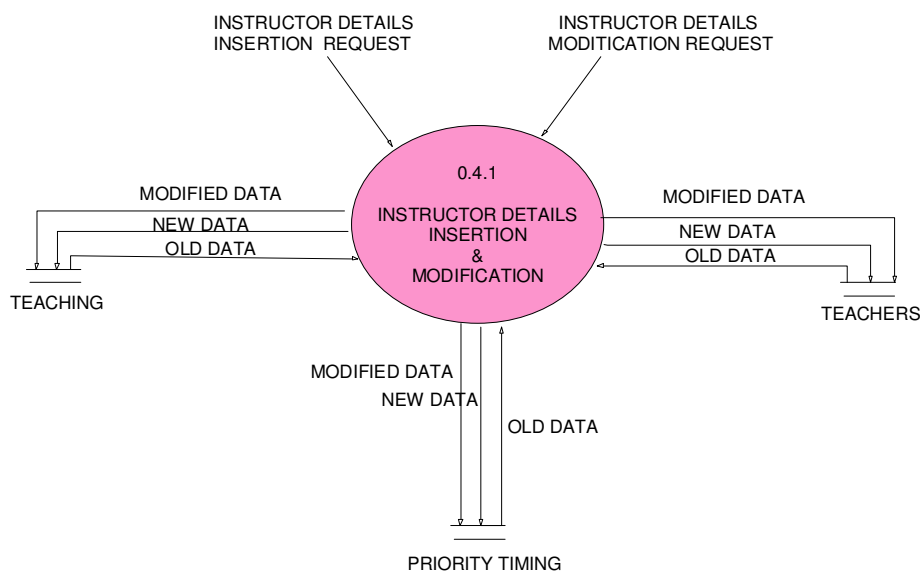 INSTRUCTOR DETAILS
INSERTION  REQUEST
INSTRUCTOR DETAILS
MODITICATION REQUEST
0.4.1
INSTRUCTOR DETAILS
INSERTION
&
MODIFICATION
MODIFIED DATA
NEW DATA
OLD DATA
TEACHING
MODIFIED DATA
NEW DATA
OLD DATA
TEACHERS
MODIFIED DATA
NEW DATA
OLD DATA
PRIORITY TIMING